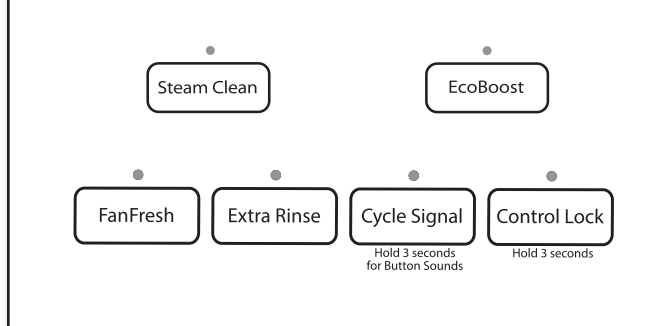 Steam Clean
EcoBoost
FanFresh
Extra Rinse
Cycle Signal
Control Lock
Hold 3 seconds
for Button Sounds
Hold 3 seconds